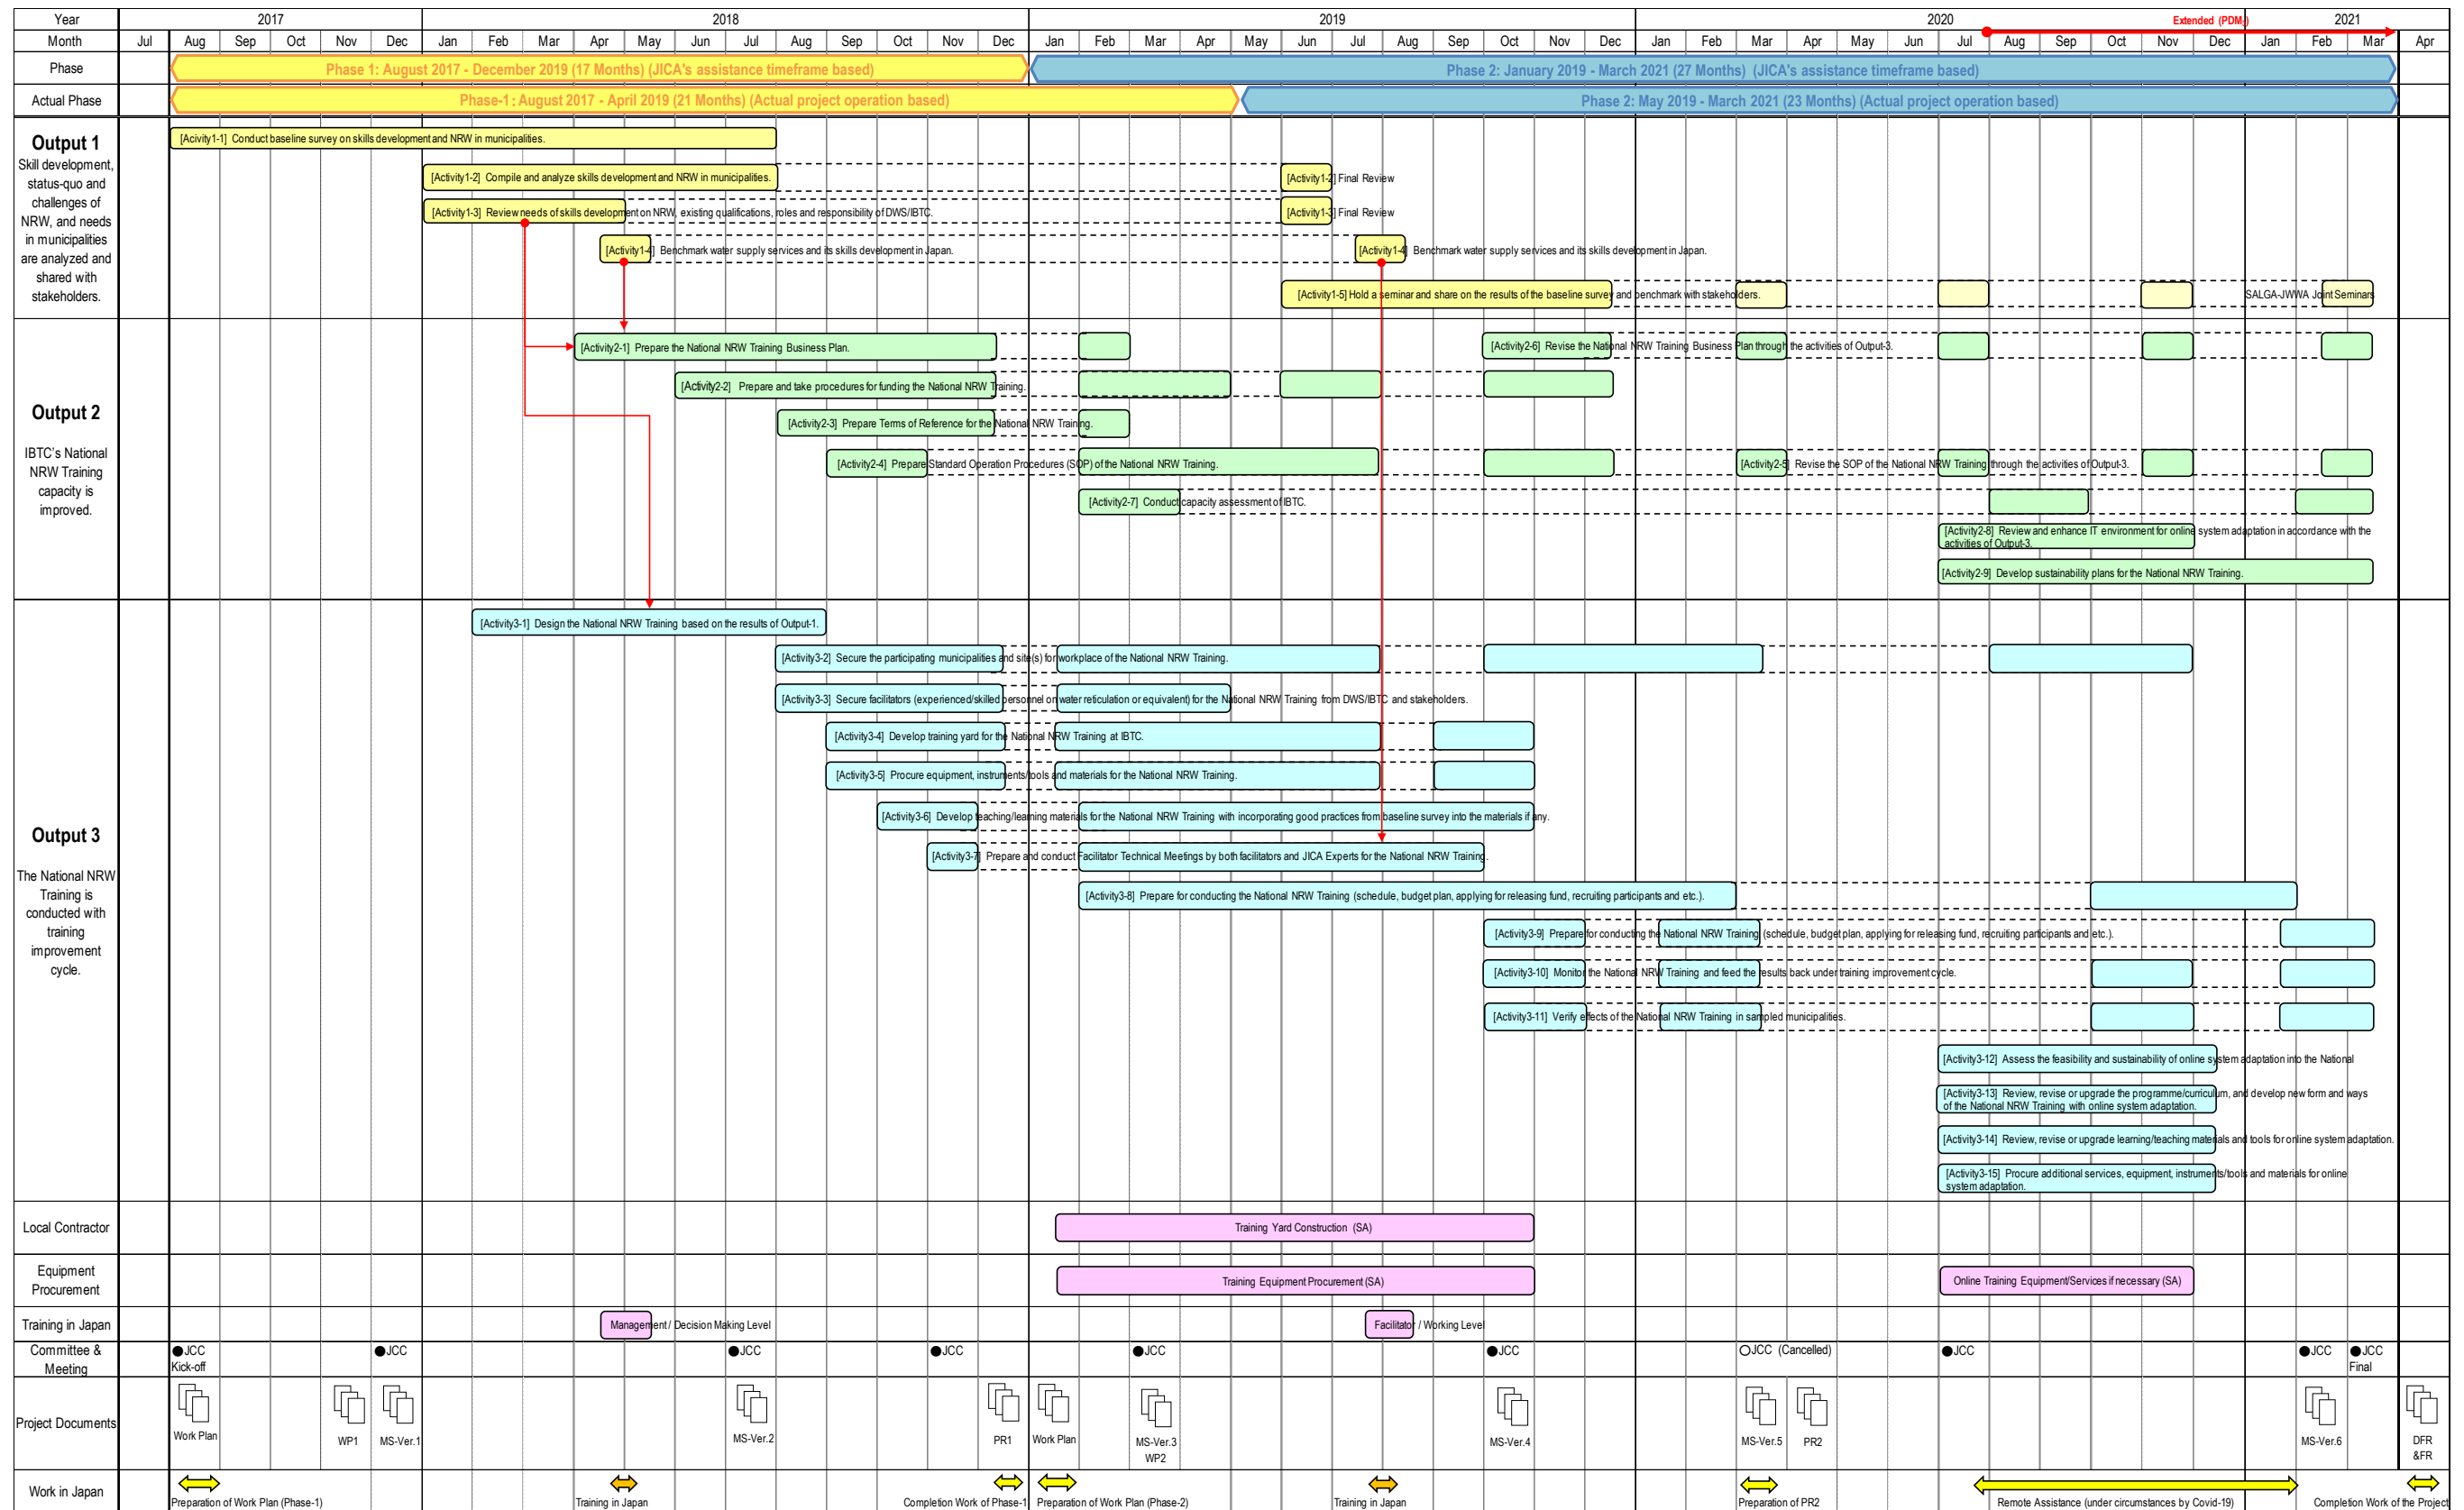 Year 2017 2018 2019 2020 Extended (PDM₂) 2021
Month Jul Aug Sep Oct Nov Dec Jan Feb Mar Apr May Jun Jul Aug Sep Oct Nov Dec Jan Feb Mar Apr May Jun Jul Aug Sep Oct Nov Dec Jan Feb Mar Apr May Jun Jul Aug Sep Oct Nov Dec Jan Feb Mar Apr
Phase
Phase 1: August 2017 - December 2019 (17 Months) (JICA's assistance timeframe based)
Phase 2: January 2019 - March 2021 (27 Months) (JICA's assistance timeframe based)
Actual Phase
Phase-1 : August 2017 - April 2019 (21 Months) (Actual project operation based)
Phase 2: May 2019 - March 2021 (23 Months) (Actual project operation based)
Output 1
Skill development,
status-quo and
challenges of
NRW, and needs
in municipalities
are analyzed and
shared with
stakeholders.
[Acivity1-1] Conduct baseline survey on skills development and NRW in municipalities.
[Activity1-2] Compile and analyze skills development and NRW in municipalities.
[Activity1-2] Final Review
[Activity1-3] Review needs of skills development on NRW, existing qualifications, roles and responsibility of DWS/IBTC.
[Activity1-3] Final Review
[Activity1-4] Benchmark water supply services and its skills development in Japan.
[Activity1-4] Benchmark water supply services and its skills development in Japan.
[Activity1-5] Hold a seminar and share on the results of the baseline survey and benchmark with stakeholders.
SALGA-JWWA Joint Seminars
Output 2
IBTC's National
NRW Training
capacity is
improved.
[Activity2-1] Prepare the National NRW Training Business Plan.
[Activity2-6] Revise the National NRW Training Business Plan through the activities of Output-3.
[Activity2-2] Prepare and take procedures for funding the National NRW Training.
[Activity2-3] Prepare Terms of Reference for the National NRW Training.
[Activity2-4] Prepare Standard Operation Procedures (SOP) of the National NRW Training.
[Activity2-5] Revise the SOP of the National NRW Training through the activities of Output-3.
[Activity2-7] Conduct capacity assessment of IBTC.
[Activity2-8] Review and enhance IT environment for online system adaptation in accordance with the
activities of Output-3.
[Activity2-9] Develop sustainability plans for the National NRW Training.
Output 3
The National NRW
Training is
conducted with
training
improvement
cycle.
[Activity3-1] Design the National NRW Training based on the results of Output-1.
[Activity3-2] Secure the participating municipalities and site(s) for workplace of the National NRW Training.
[Activity3-3] Secure facilitators (experienced/skilled personnel on water reticulation or equivalent) for the National NRW Training from DWS/IBTC and stakeholders.
[Activity3-4] Develop training yard for the National NRW Training at IBTC.
[Activity3-5] Procure equipment, instruments/tools and materials for the National NRW Training.
[Activity3-6] Develop teaching/learning materials for the National NRW Training with incorporating good practices from baseline survey into the materials if any.
[Activity3-7] Prepare and conduct Facilitator Technical Meetings by both facilitators and JICA Experts for the National NRW Training.
[Activity3-8] Prepare for conducting the National NRW Training (schedule, budget plan, applying for releasing fund, recruiting participants and etc.).
[Activity3-9] Prepare for conducting the National NRW Training (schedule, budget plan, applying for releasing fund, recruiting participants and etc.).
[Activity3-10] Monitor the National NRW Training and feed the results back under training improvement cycle.
[Activity3-11] Verify effects of the National NRW Training in sampled municipalities.
[Activity3-12] Assess the feasibility and sustainability of online system adaptation into the National
[Activity3-13] Review, revise or upgrade the programme/curriculum, and develop new form and ways
of the National NRW Training with online system adaptation.
[Activity3-14] Review, revise or upgrade learning/teaching materials and tools for online system adaptation.
[Activity3-15] Procure additional services, equipment, instruments/tools and materials for online
system adaptation.
Local Contractor
Training Yard Construction (SA)
Equipment
Procurement
Training Equipment Procurement (SA)
Online Training Equipment/Services if necessary (SA)
Training in Japan
Management / Decision Making Level
Facilitator / Working Level
Committee &
Meeting
●JCC
Kick-off
●JCC
●JCC
●JCC
●JCC
●JCC
○JCC (Cancelled)
●JCC
●JCC
●JCC
Final
Project Documents
Work Plan
WP1
MS-Ver.1
MS-Ver.2
PR1
Work Plan
MS-Ver.3
WP2
MS-Ver.4
MS-Ver.5
PR2
MS-Ver.6
DFR
&FR
Work in Japan
Preparation of Work Plan (Phase-1)
Training in Japan
Completion Work of Phase-1
Preparation of Work Plan (Phase-2)
Training in Japan
Preparation of PR2
Remote Assistance (under circumstances by Covid-19)
Completion Work of the Project